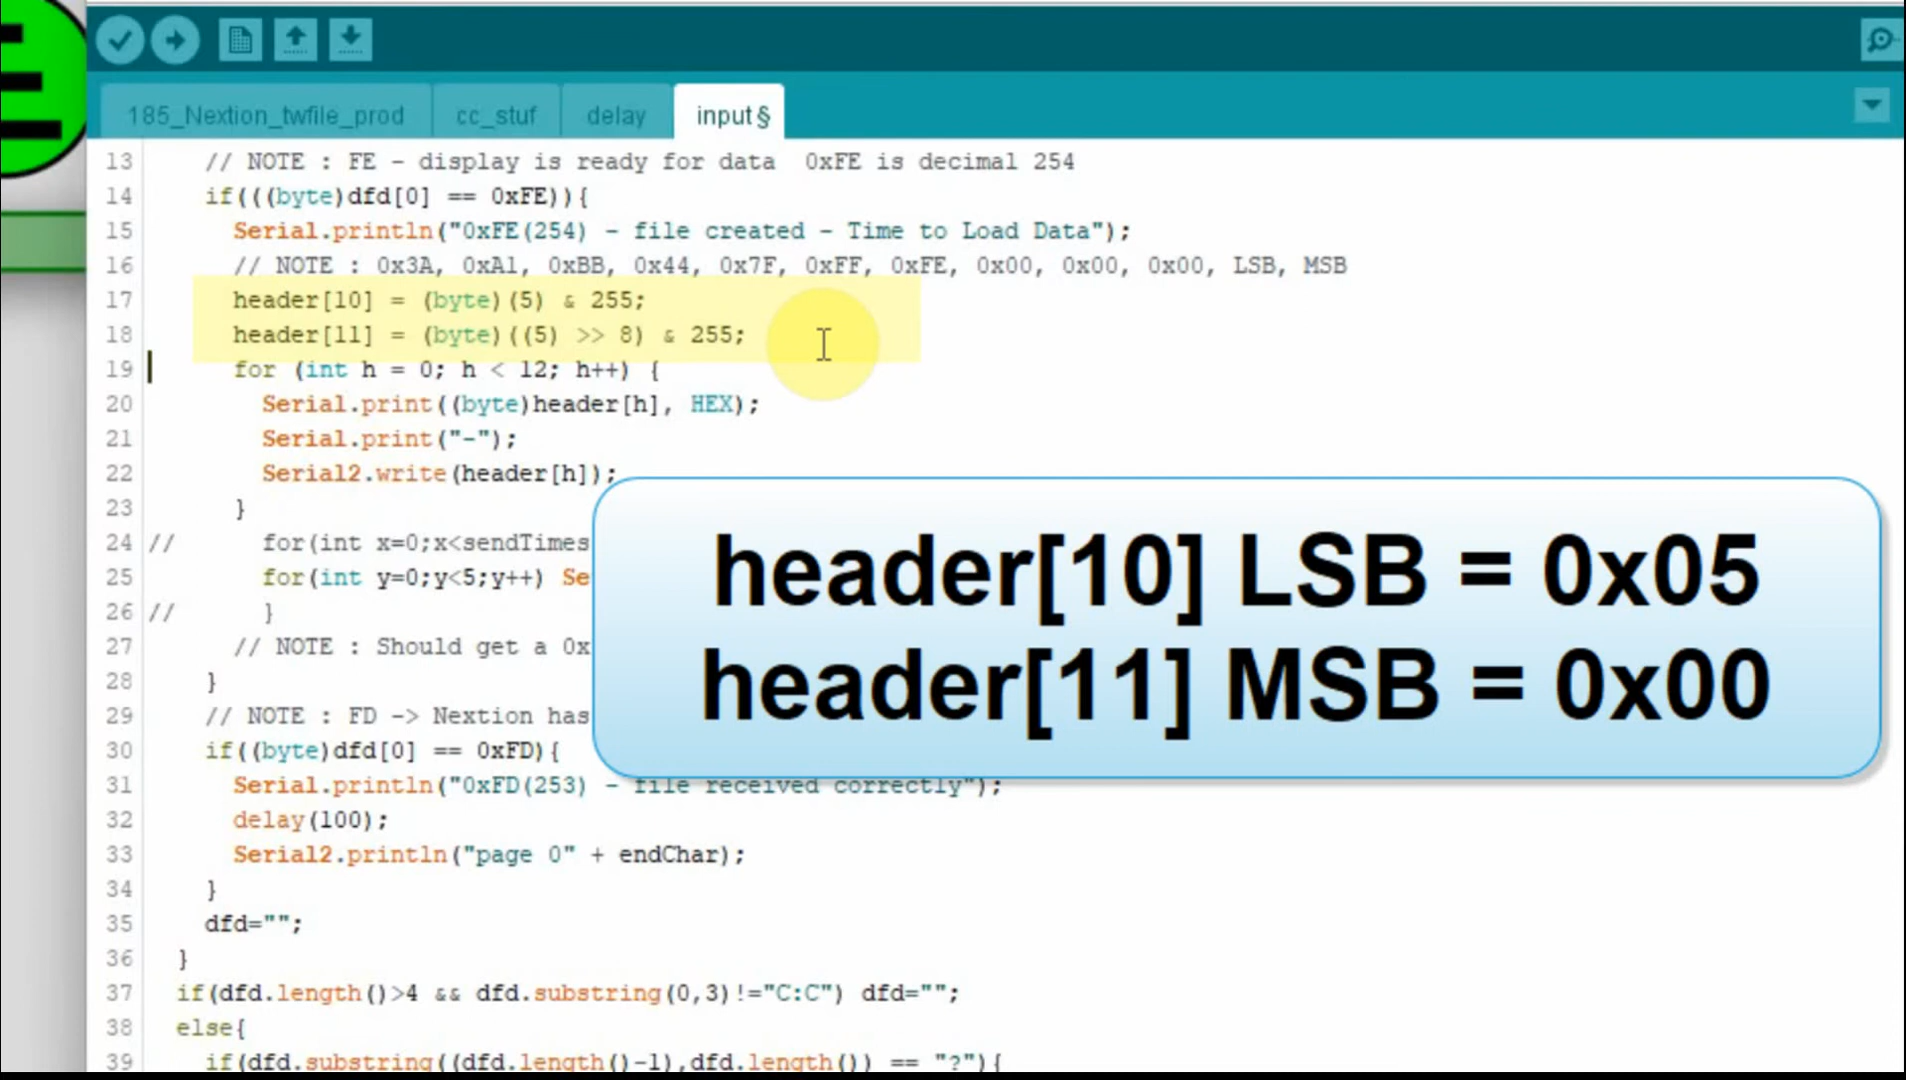 185_Nextion_twfile_prod cc_stuf delay input §
13 // NOTE : FE - display is ready for data 0xFE is decimal 254
14 if(((byte)dfd[0] == 0xFE)){
15 Serial.println("0xFE(254) - file created - Time to Load Data");
16 // NOTE : 0x3A, 0xA1, 0xBB, 0x44, 0x7F, 0xFF, 0xFE, 0x00, 0x00, 0x00, LSB, MSB
17 header[10] = (byte)(5) & 255;
18 header[11] = (byte)((5) >> 8) & 255;
19 for (int h = 0; h < 12; h++) {
20 Serial.print((byte)header[h], HEX);
21 Serial.print("-");
22 Serial2.write(header[h]);
23 }
24 // for(int x=0;x<sendTimes
25 for(int y=0;y<5;y++) Se
26 // }
27 // NOTE : Should get a 0x
28 }
29 // NOTE : FD -> Nextion has
30 if((byte)dfd[0] == 0xFD){
31 Serial.println("0xFD(253) - file received correctly");
32 delay(100);
33 Serial2.println("page 0" + endChar);
34 }
35 dfd="";
36 }
37 if(dfd.length()>4 && dfd.substring(0,3)!="C:C") dfd="";
38 else{
39 if(dfd.substring((dfd.length()-1),dfd.length()) == "?"){
header[10] LSB = 0x05
header[11] MSB = 0x00